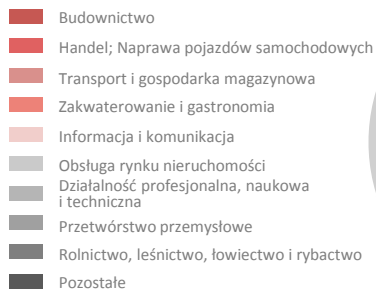 Budownictwo
Handel; Naprawa pojazdów samochodowych
Transport i gospodarka magazynowa
Zakwaterowanie i gastronomia
Informacja i komunikacja
Obsługa rynku nieruchomości
Działalność profesjonalna, naukowa
i techniczna
Przetwórstwo przemysłowe
Rolnictwo, leśnictwo, łowiectwo i rybactwo
Pozostałe